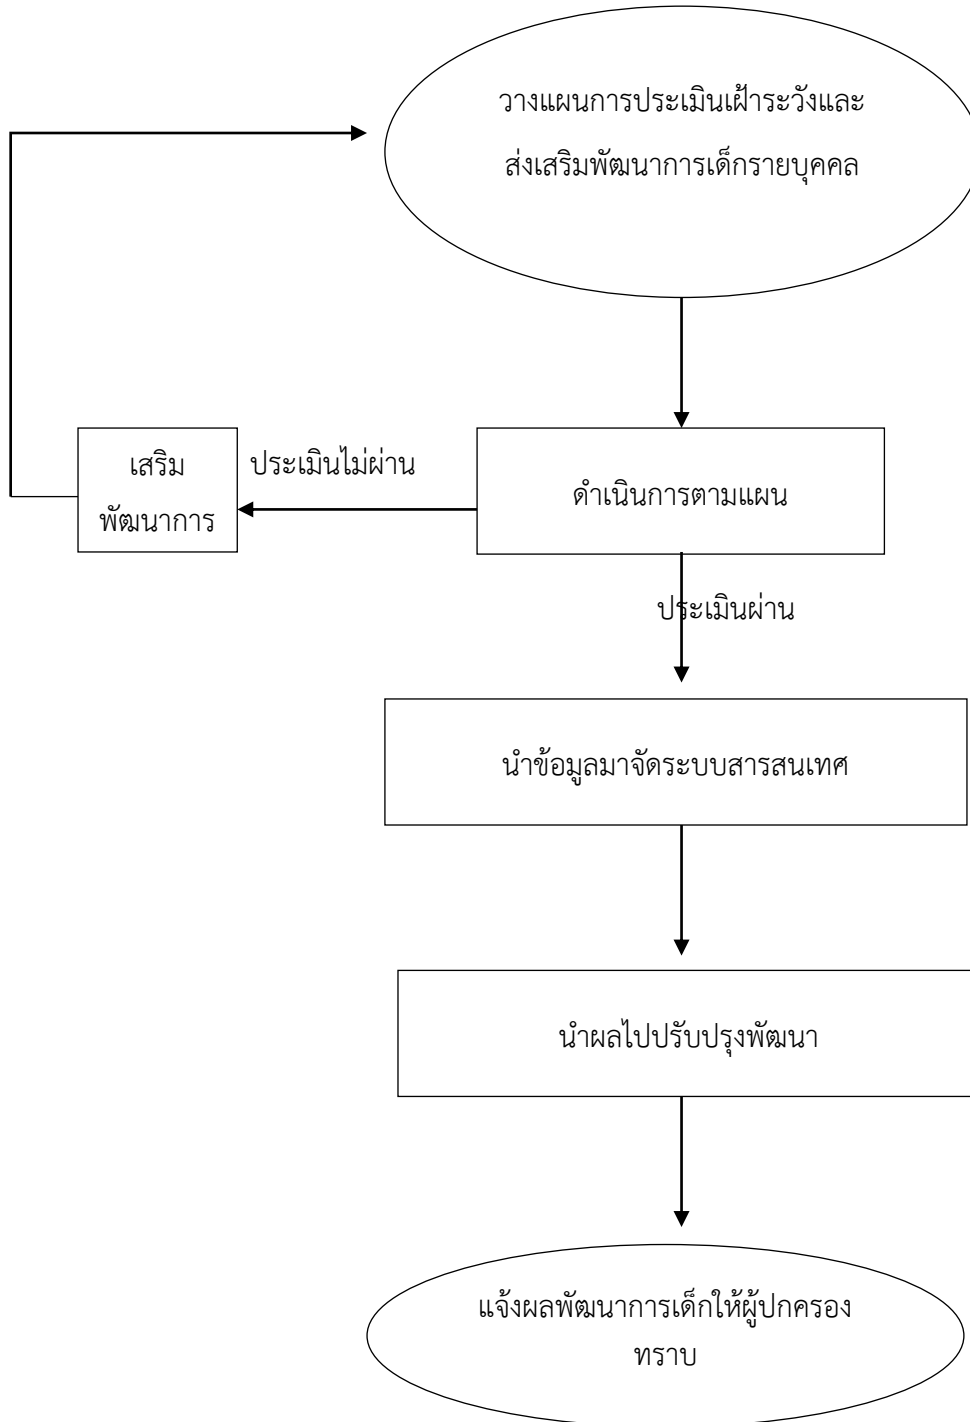 วางแผนการประเมินเฝ้าระวังและ
ส่งเสริมพัฒนาการเด็กรายบุคคล
เสริม
พัฒนาการ
ประเมินไม่ผ่าน
ดำเนินการตามแผน
ประเมินผ่าน
นำข้อมูลมาจัดระบบสารสนเทศ
นำผลไปปรับปรุงพัฒนา
แจ้งผลพัฒนาการเด็กให้ผู้ปกครอง
ทราบ